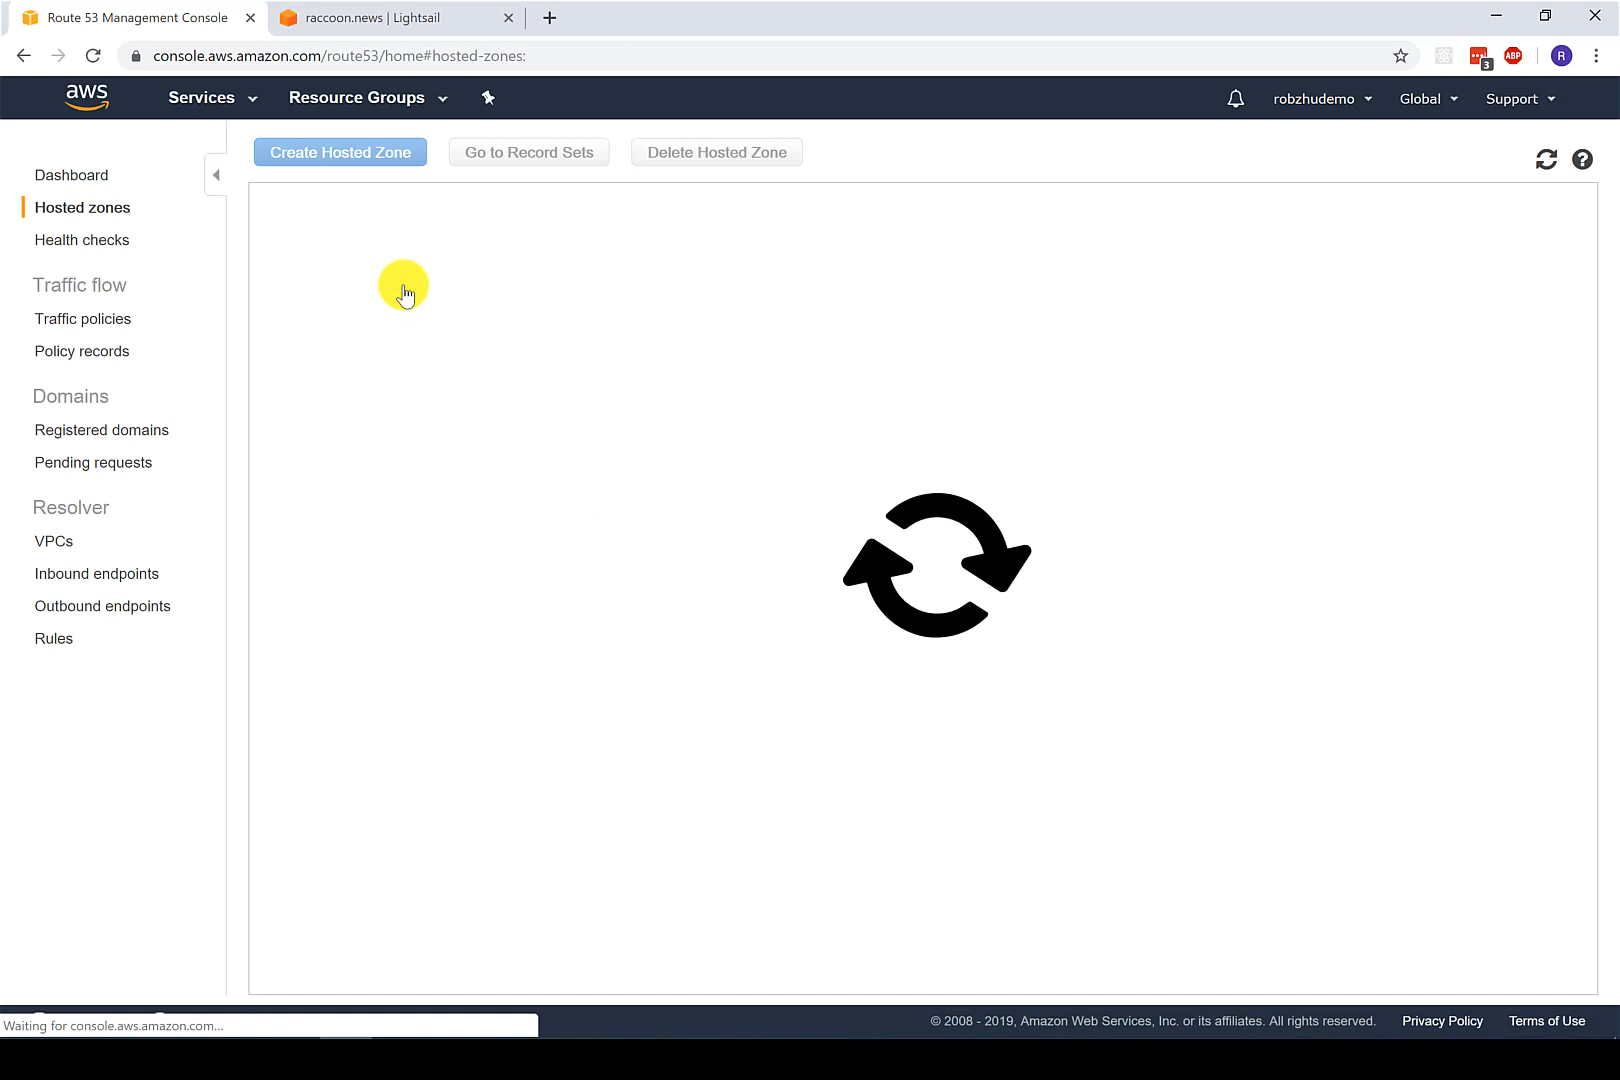 Route 53 Management Console
raccoon.news | Lightsail
console.aws.amazon.com/route53/home#hosted-zones:
3
ABP
R
aws
Services
Resource Groups
robzhudemo
Global
Support
Create Hosted Zone
Go to Record Sets
Delete Hosted Zone
?
Dashboard
Hosted zones
Health checks
Traffic flow
Traffic policies
Policy records
Domains
Registered domains
Pending requests
Resolver
VPCs
Inbound endpoints
Outbound endpoints
Rules
Waiting for console.aws.amazon.com...
© 2008 - 2019, Amazon Web Services, Inc. or its affiliates. All rights reserved.
Privacy Policy
Terms of Use